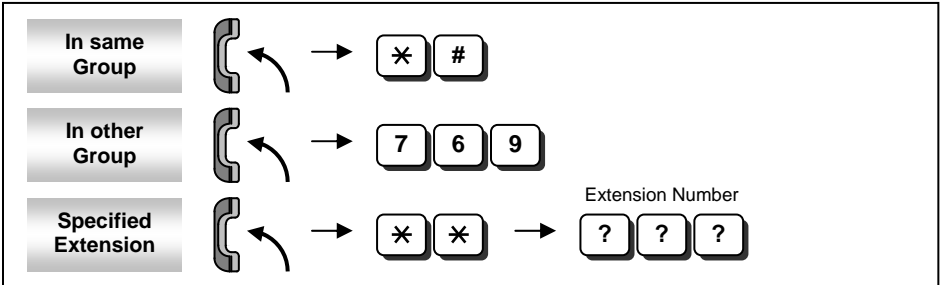 In same
Group
* #
In other
Group
7 6 9
Extension Number
Specified
Extension
* * ? ? ?